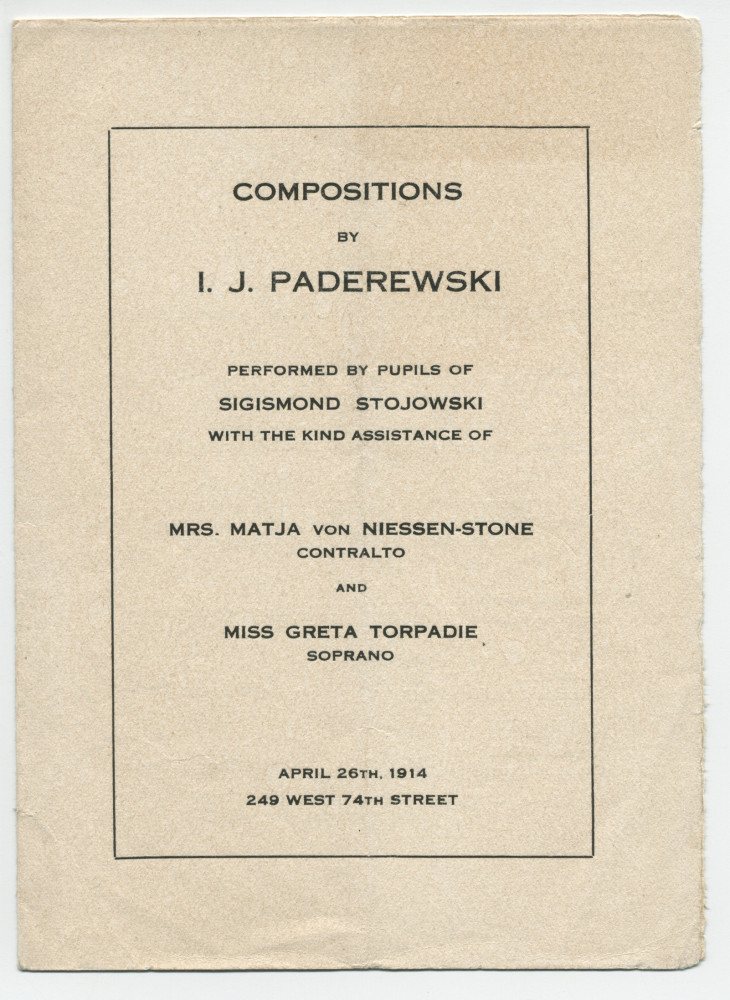 COMPOSITIONS
BY
I. J. PADEREWSKI
PERFORMED BY PUPILS OF
SIGISMOND STOJOWSKI
WITH THE KIND ASSISTANCE OF
MRS. MATJA VON NIESSEN-STONE
CONTRALTO
AND
MISS GRETA TORPADIE
SOPRANO
APRIL 26TH, 1914
249 WEST 74TH STREET